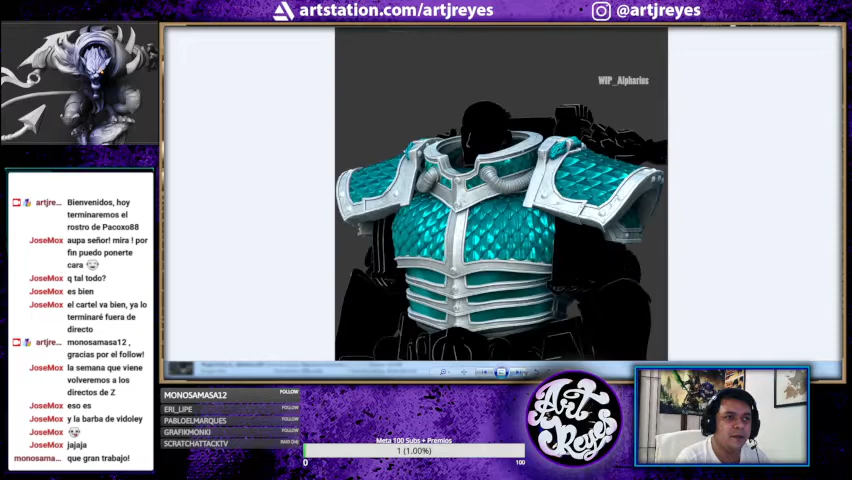 artstation.com/artjreyes
@artjreyes
WIP_Alpharius
artjre... Bienvenidos, hoy
terminaremos el
rostro de Pacoxo88
JoseMox aupa señor! mira ! por
fin puedo ponerte
cara
JoseMox q tal todo?
JoseMox es bien
JoseMox el cartel va bien, ya lo
terminaré fuera de
directo
artjre... monosamasa12 ,
gracias por el follow!
JoseMox la semana que viene
volveremos a los
directos de Z
JoseMox eso es
JoseMox y la barba de vidoley
JoseMox
JoseMox jajaja
monosama... que gran trabajo!
MONOSAMASA12 FOLLOW
ERI_LIPE FOLLOW
PABLOELMARQUES FOLLOW
GRAFIKMONKI FOLLOW
SCRATCHATTACKTV
Meta 100 Subs + Premios
1 (1.00%)
0 100
Art
Reyes